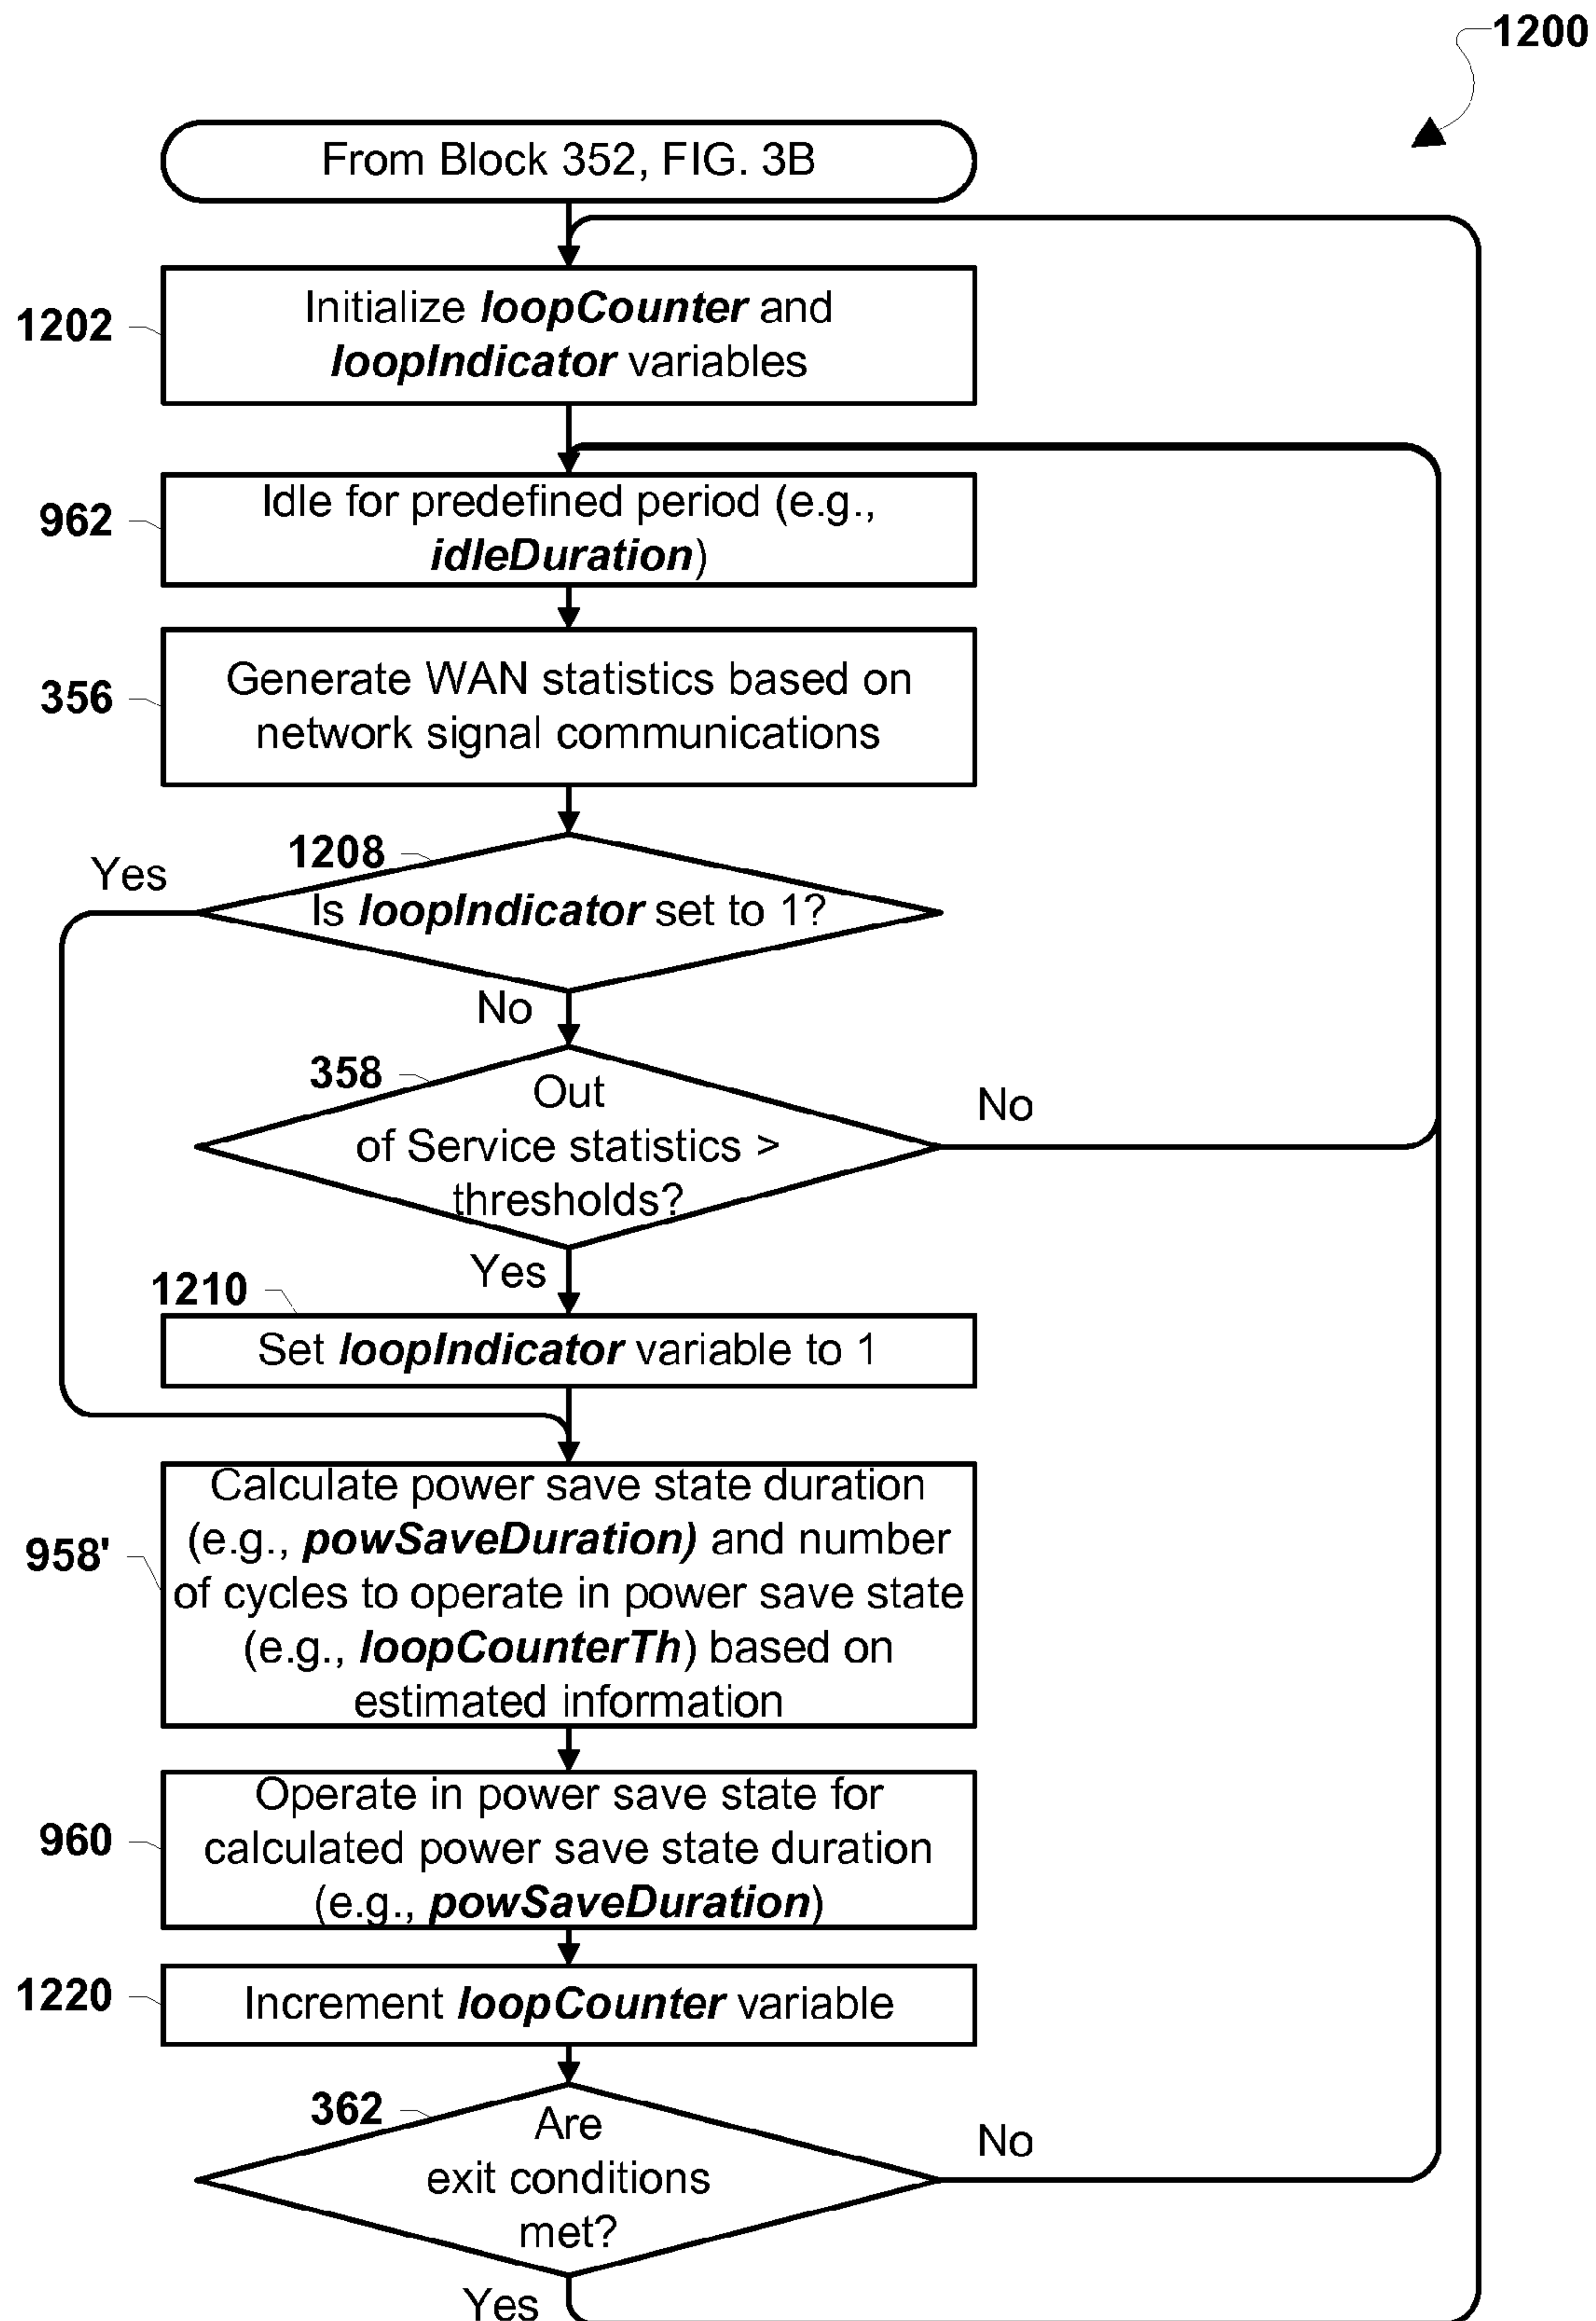 1200
From Block 352, FIG. 3B
1202
Initialize loopCounter and
loopIndicator variables
962
Idle for predefined period (e.g.,
idleDuration)
356
Generate WAN statistics based on
network signal communications
1208
Yes
Is loopIndicator set to 1?
No
358
Out
of Service statistics >
thresholds?
No
Yes
1210
Set loopIndicator variable to 1
958'
Calculate power save state duration
(e.g., powSaveDuration) and number
of cycles to operate in power save state
(e.g., loopCounterTh) based on
estimated information
960
Operate in power save state for
calculated power save state duration
(e.g., powSaveDuration)
1220
Increment loopCounter variable
362
Are
exit conditions
met?
No
Yes